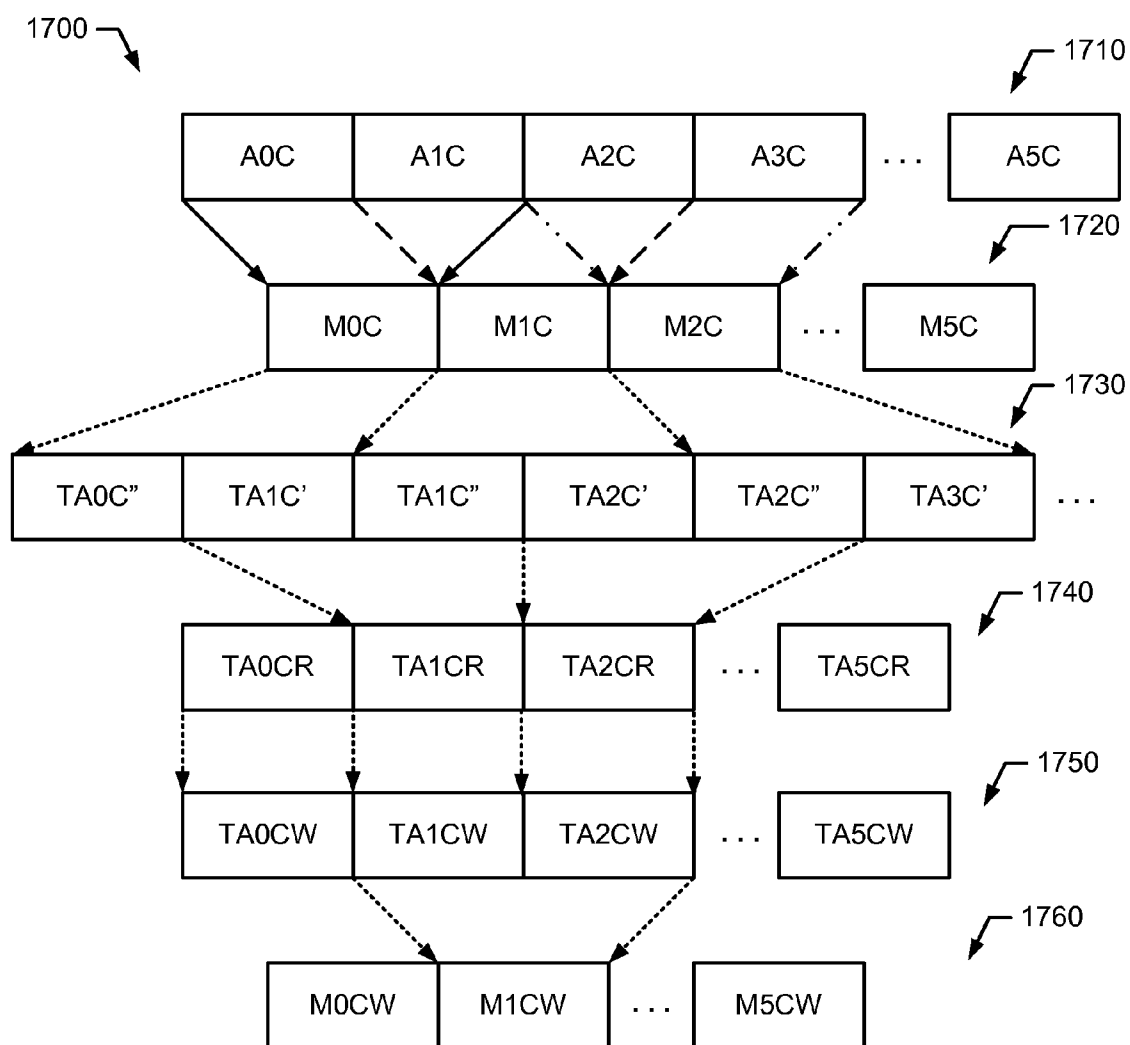 1700
1710
A0C A1C A2C A3C ... A5C
1720
M0C M1C M2C ... M5C
1730
TA0C” TA1C’ TA1C” TA2C’ TA2C” TA3C’ ...
1740
TA0CR TA1CR TA2CR ... TA5CR
1750
TA0CW TA1CW TA2CW ... TA5CW
1760
M0CW M1CW ... M5CW